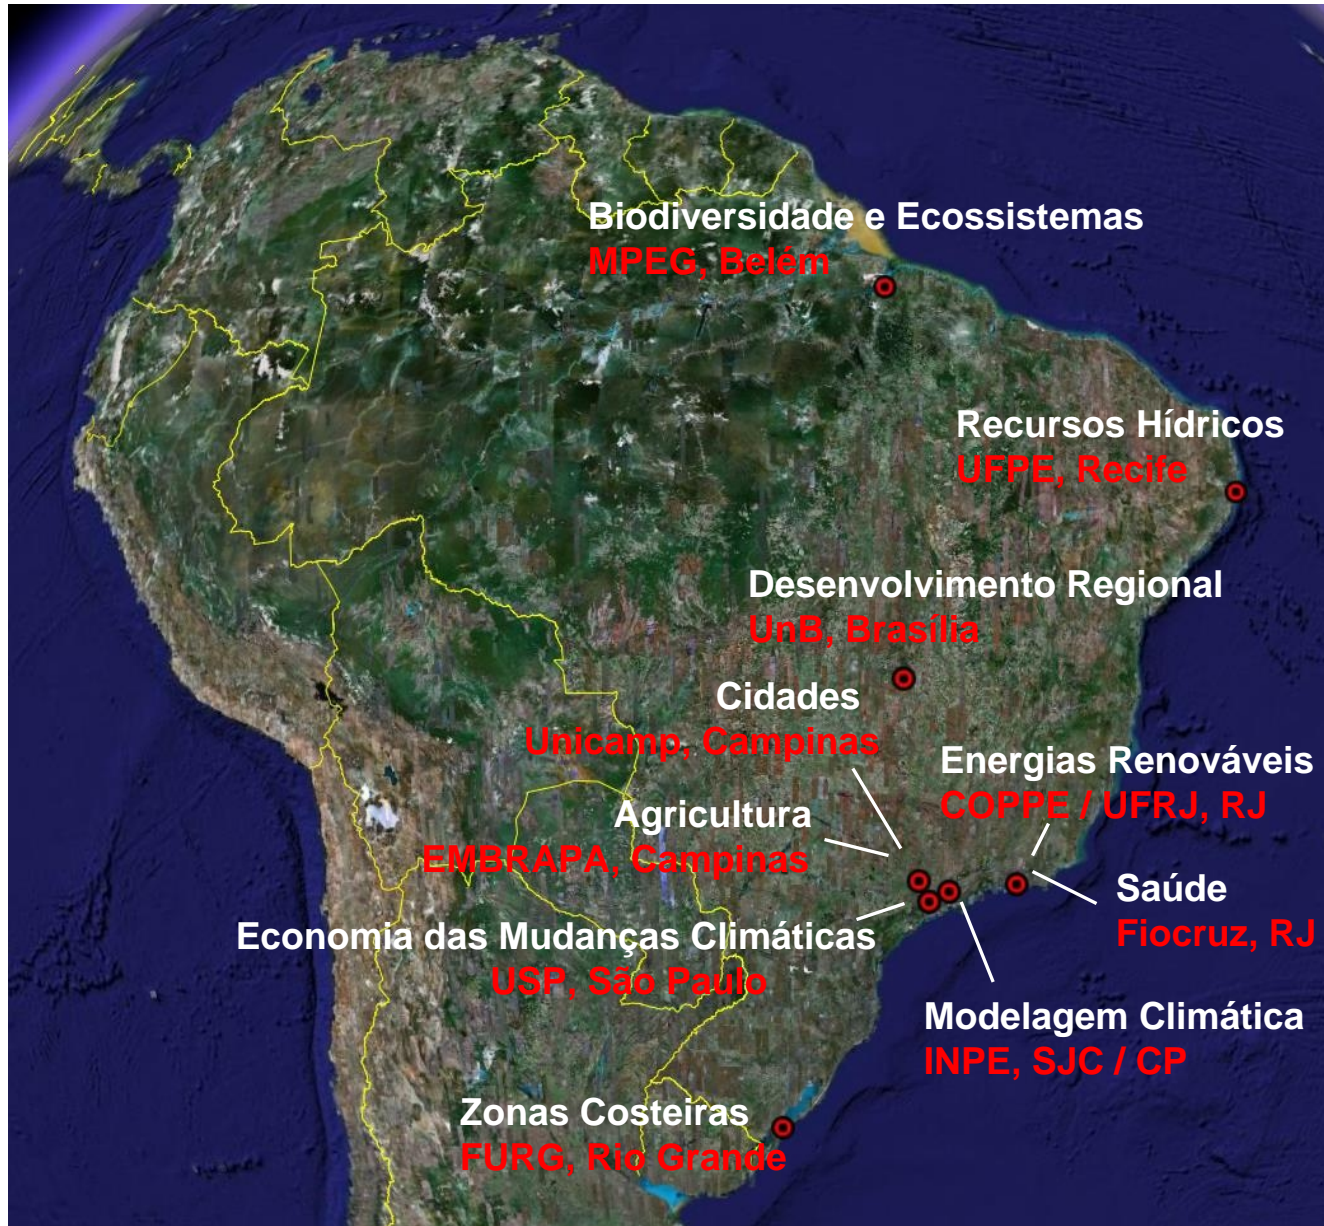 Biodiversidade e Ecossistemas
MPEG, Belém
Recursos Hídricos
UFPE, Recife
Desenvolvimento Regional
UnB, Brasília
Cidades
Unicamp, Campinas
Energias Renováveis
COPPE / UFRJ, RJ
Agricultura
EMBRAPA, Campinas
Saúde
Fiocruz, RJ
Economia das Mudanças Climáticas
USP, São Paulo
Modelagem Climática
INPE, SJC / CP
Zonas Costeiras
FURG, Rio Grande